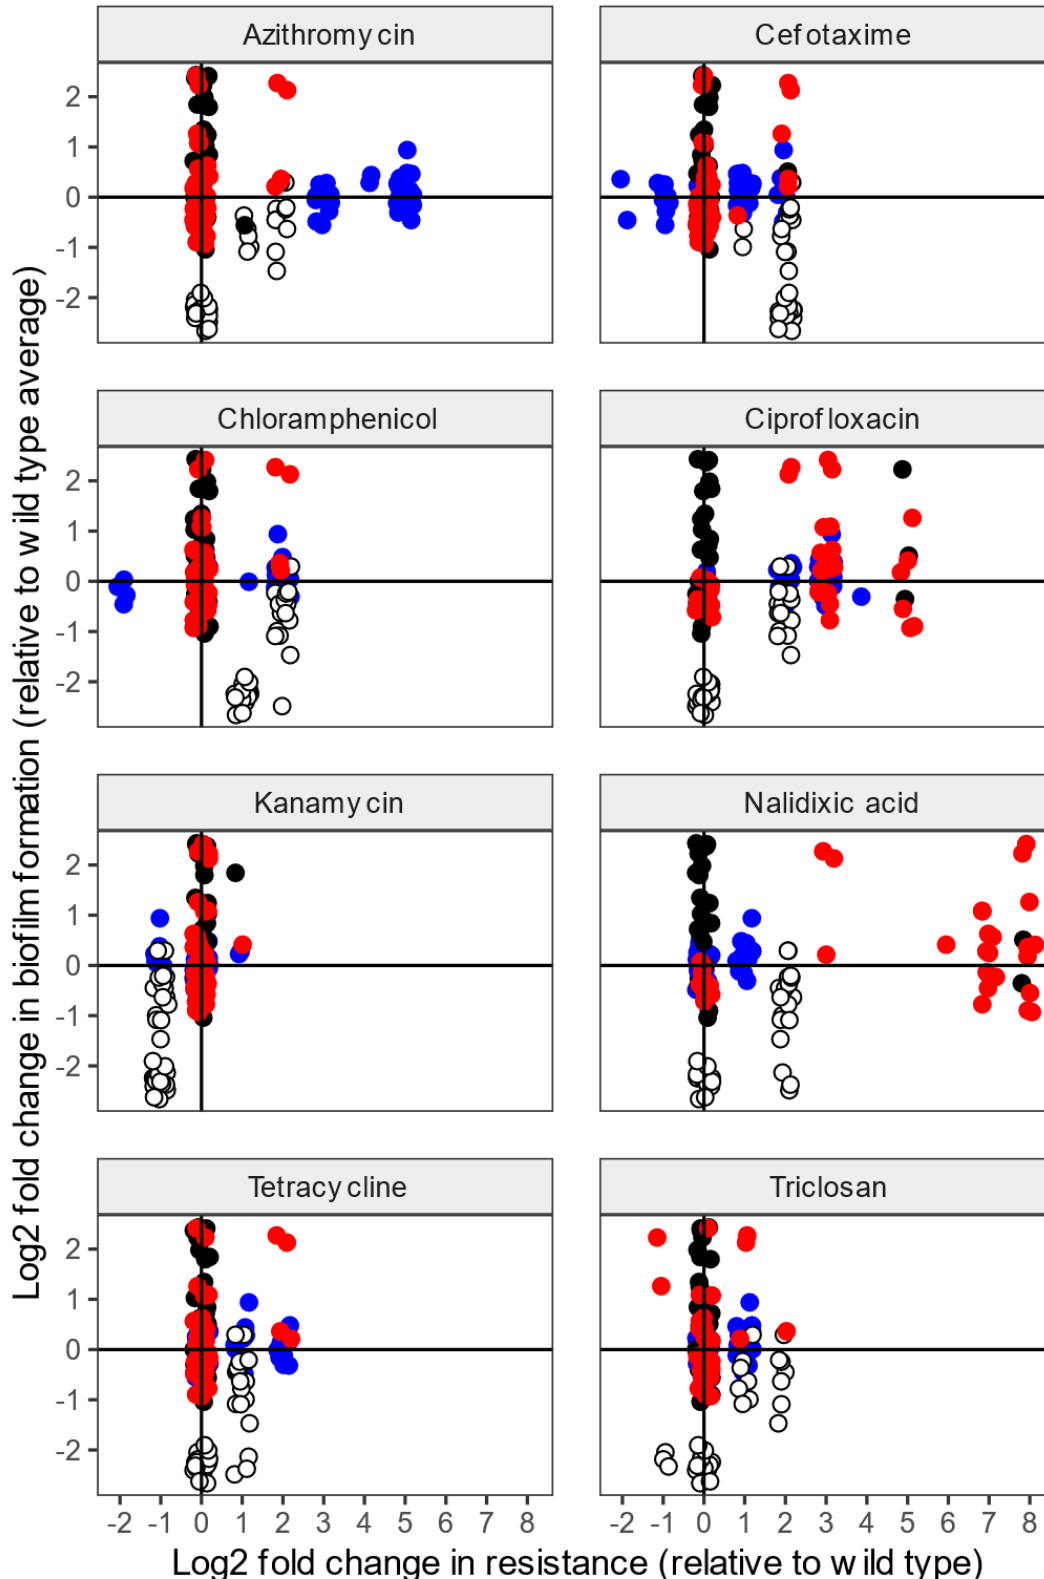 Azithromycin
Cefotaxime
2
1
0
-1
-2
Chloramphenicol
Ciprofloxacin
2
1
0
-1
-2
Kanamycin
Nalidixic acid
2
1
0
-1
-2
Tetracycline
Triclosan
2
1
0
-1
-2
-2 -1 0 1 2 3 4 5 6 7 8
-2 -1 0 1 2 3 4 5 6 7 8
Log2 fold change in resistance (relative to wild type)
Log2 fold change in biofilm formation (relative to wild type average)